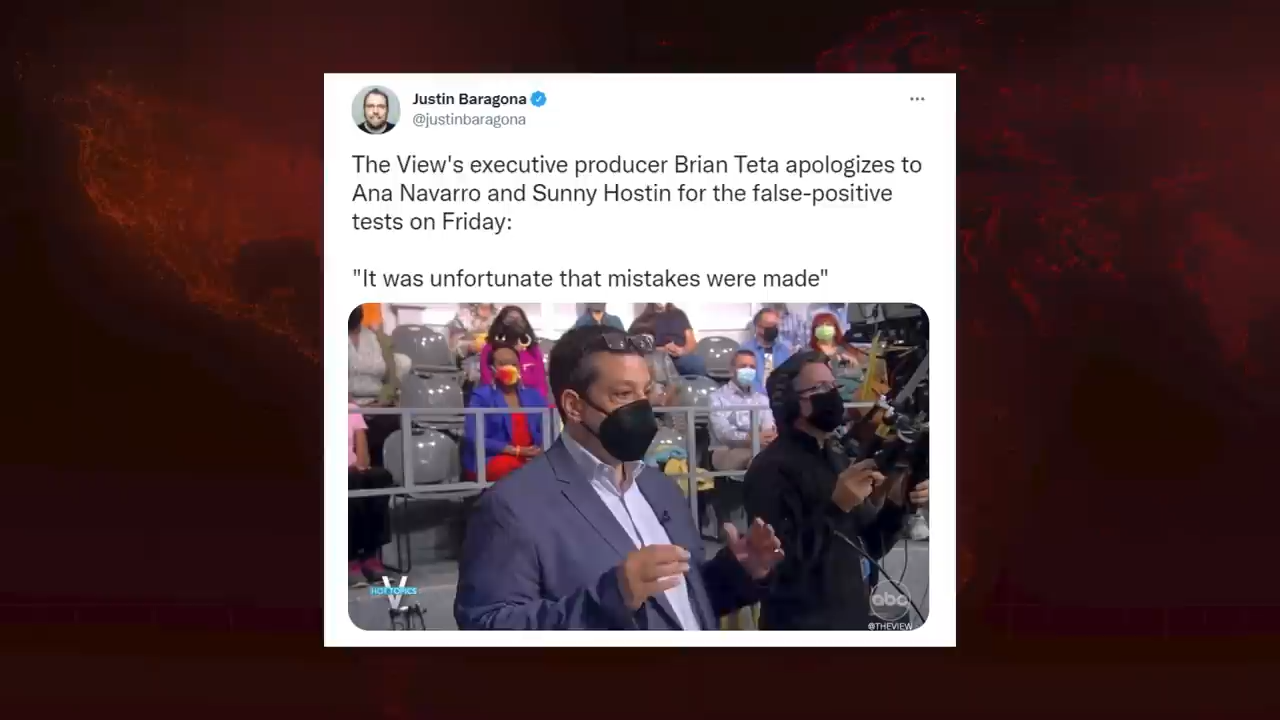 Justin Baragona
@justinbaragona
The View's executive producer Brian Teta apologizes to
Ana Navarro and Sunny Hostin for the false-positive
tests on Friday:
"It was unfortunate that mistakes were made"
V
HOT TOPICS
abc
@THEVIEW